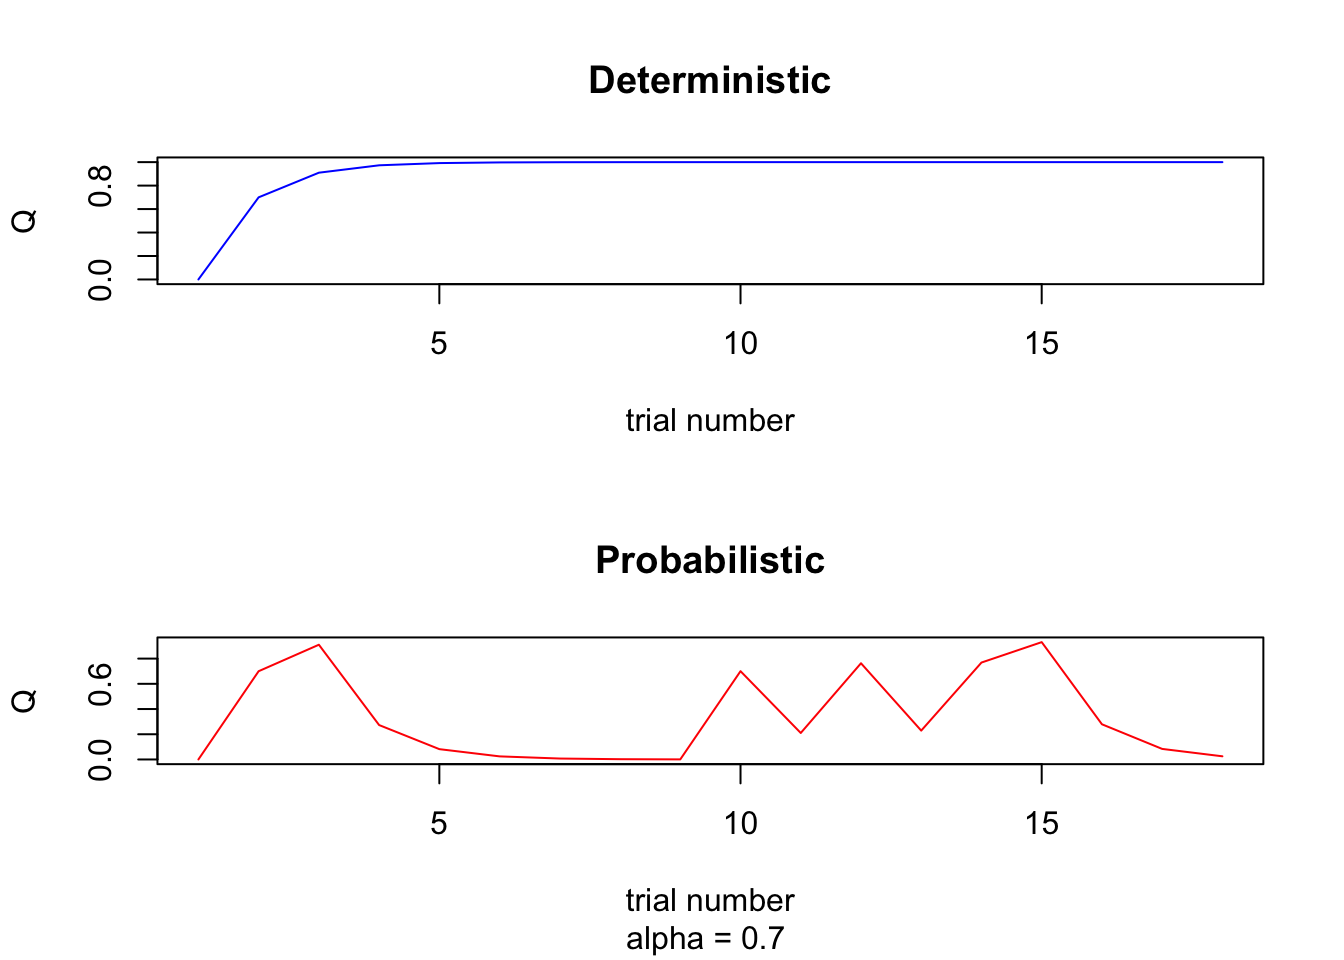 Deterministic
Q
0.8
0.0
5 10 15
trial number
Probabilistic
Q
0.6
0.0
5 10 15
trial number
alpha = 0.7